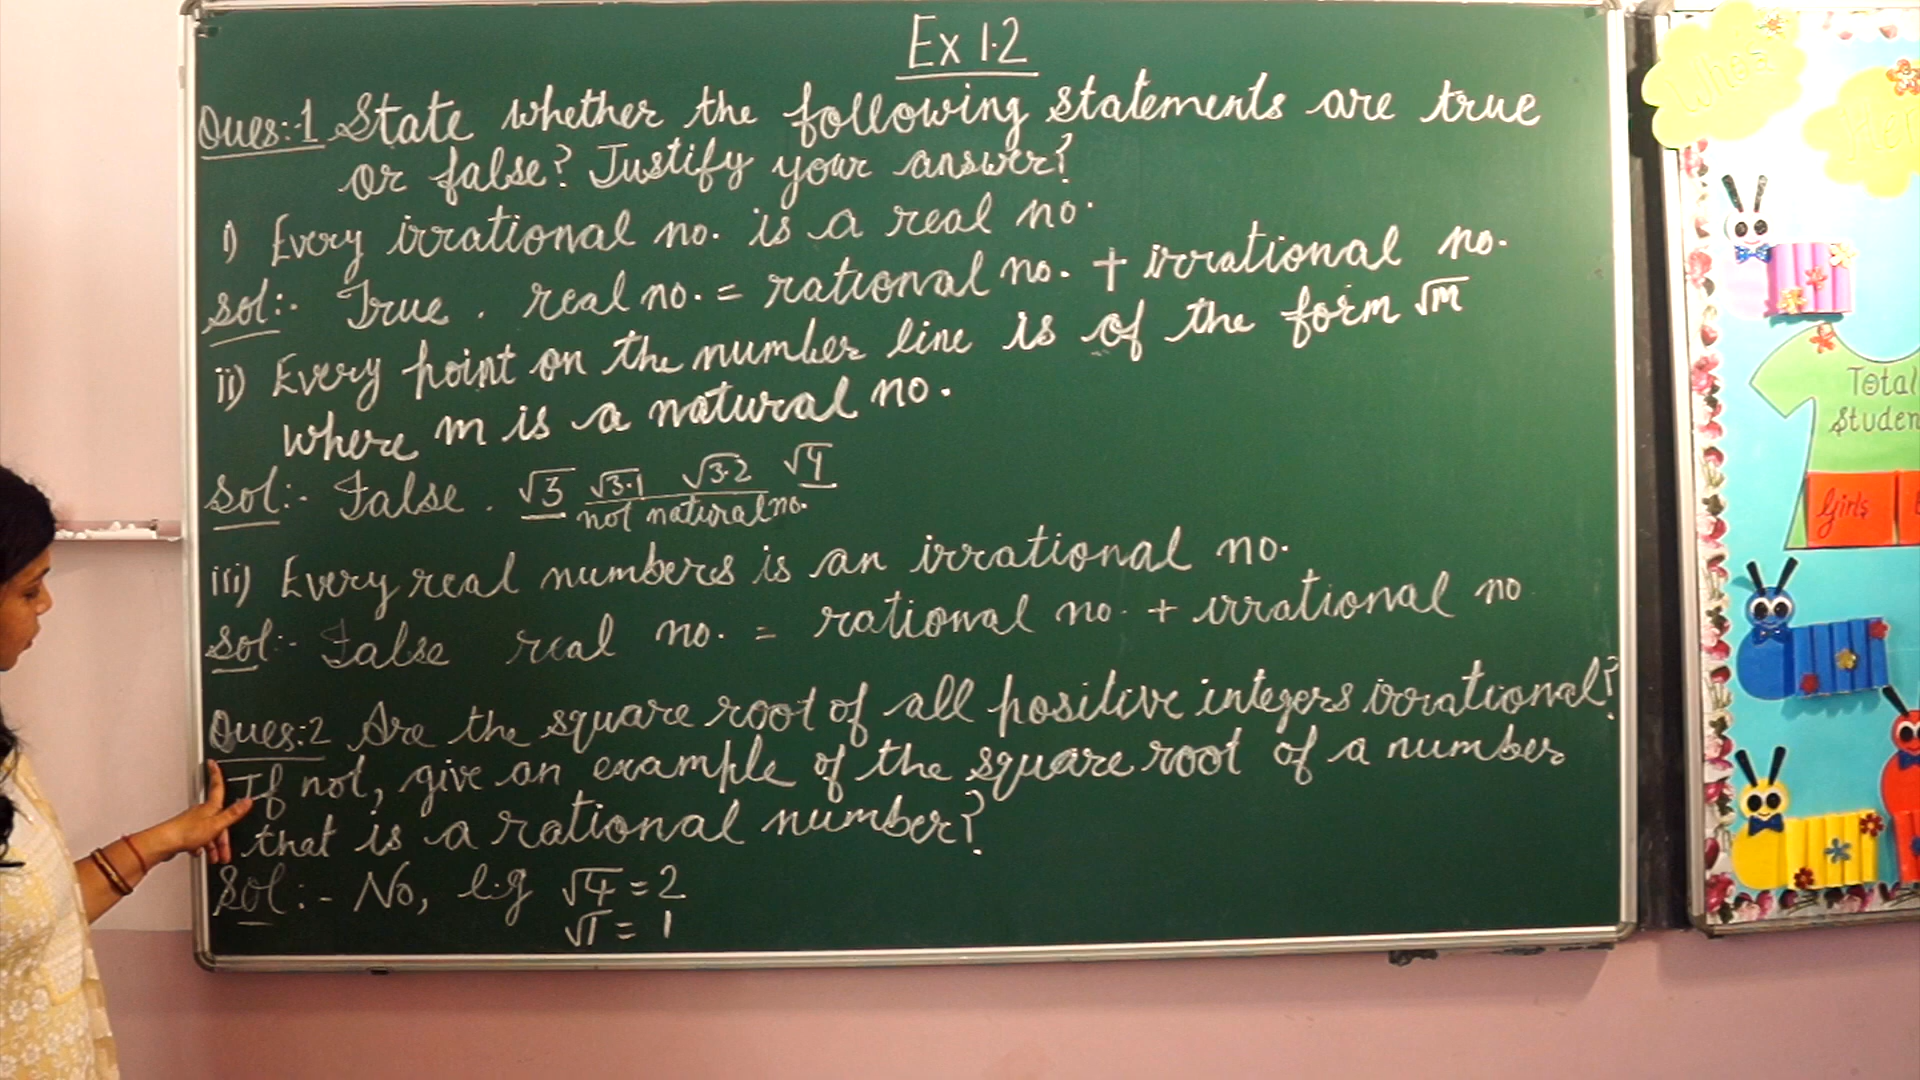 Ex 1.2
Ques:-1 State whether the following statements are true
or false? Justify your answer?
i) Every irrational no. is a real no.
Sol:- True. real no. = rational no. + irrational no.
ii) Every point on the number line is of the form √m
where m is a natural no.
Sol:- False. √3 √3.1 √3.2 √4
not natural no.
iii) Every real numbers is an irrational no.
Sol:- False real no. = rational no. + irrational no
Ques:2 Are the square root of all positive integers irrational?
If not, give an example of the square root of a number
that is a rational number?
Sol:- No, e.g √4 = 2
√1 = 1
Total
Studen
Girls